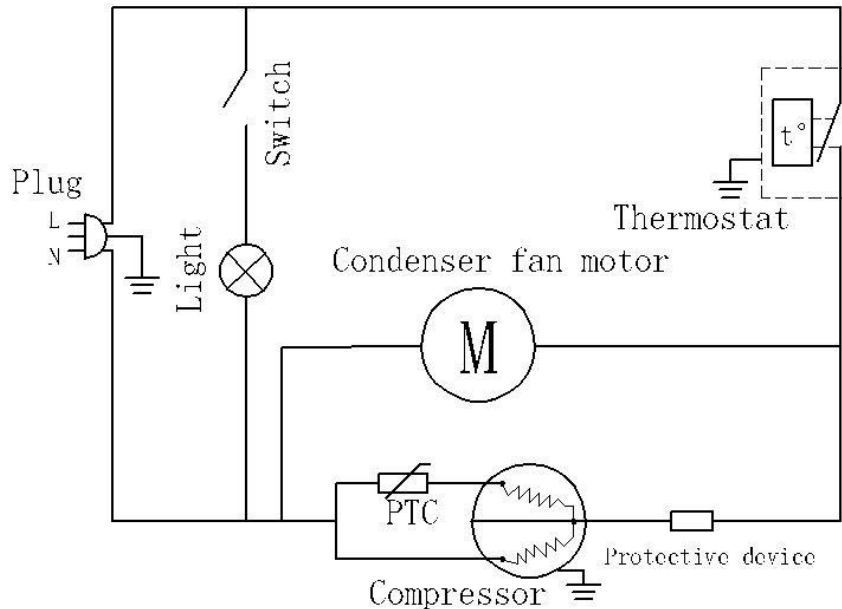 Switch
t°
Plug
L
N
Thermostat
Light
Condenser fan motor
M
PTC
Protective device
Compressor